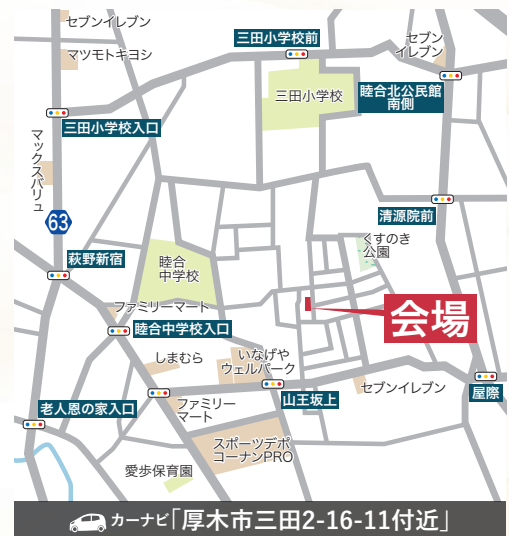 セブンイレブン
三田小学校前
セブン
イレブン
マツモトキヨシ
三田小学校
睦合北公民館
南側
三田小学校入口
マックスバリュ
63
清源院前
くすのき
公園
荻野新宿
睦合
中学校
ファミリーマート
会場
睦合中学校入口
しまむら
いなげや
ウェルパーク
セブンイレブン
屋際
山王坂上
老人恩の家入口
ファミリー
マート
スポーツデポ
コーナンPRO
愛歩保育園
カーナビ「厚木市三田2-16-11付近」